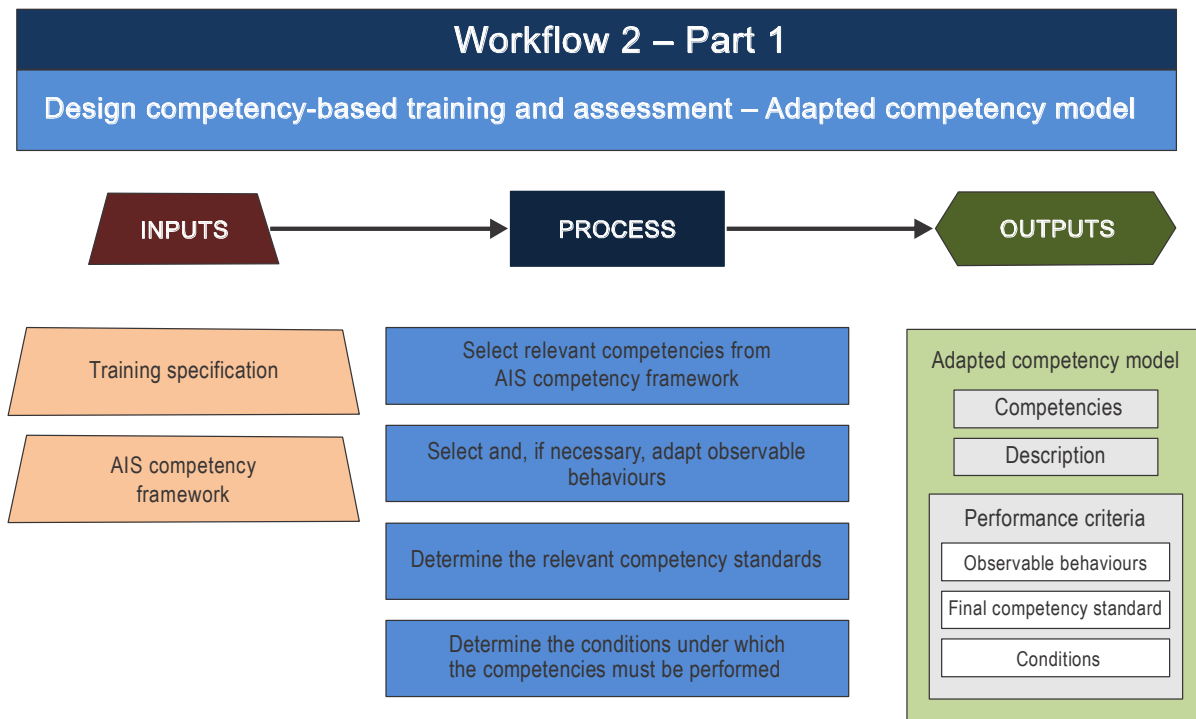 Workflow 2 – Part 1
Design competency-based training and assessment – Adapted competency model
INPUTS
PROCESS
OUTPUTS
Training specification
AIS competency
framework
Select relevant competencies from
AIS competency framework
Select and, if necessary, adapt observable
behaviours
Determine the relevant competency standards
Determine the conditions under which
the competencies must be performed
Adapted competency model
Competencies
Description
Performance criteria
Observable behaviours
Final competency standard
Conditions